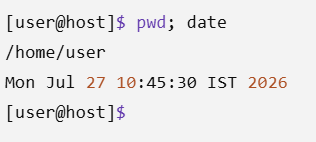 [user@host]$ pwd; date
/home/user
Mon Jul 27 10:45:30 IST 2026
[user@host]$